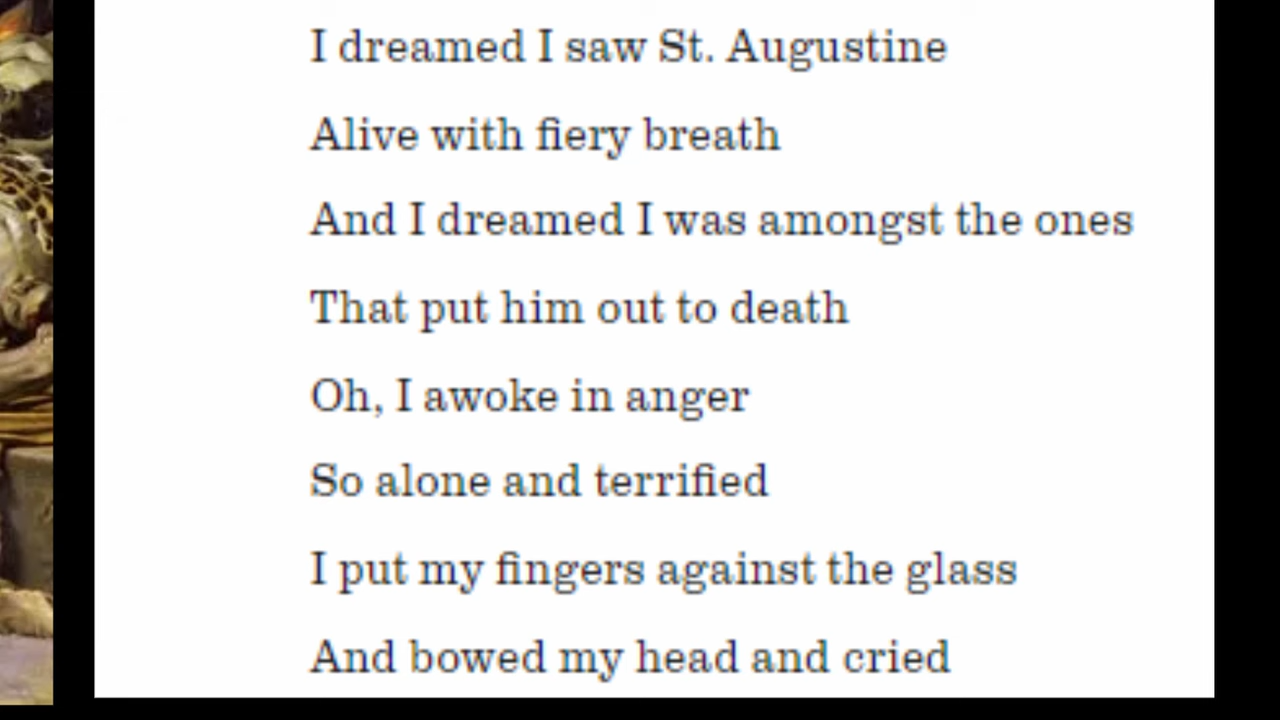 I dreamed I saw St. Augustine
Alive with fiery breath
And I dreamed I was amongst the ones
That put him out to death
Oh, I awoke in anger
So alone and terrified
I put my fingers against the glass
And bowed my head and cried